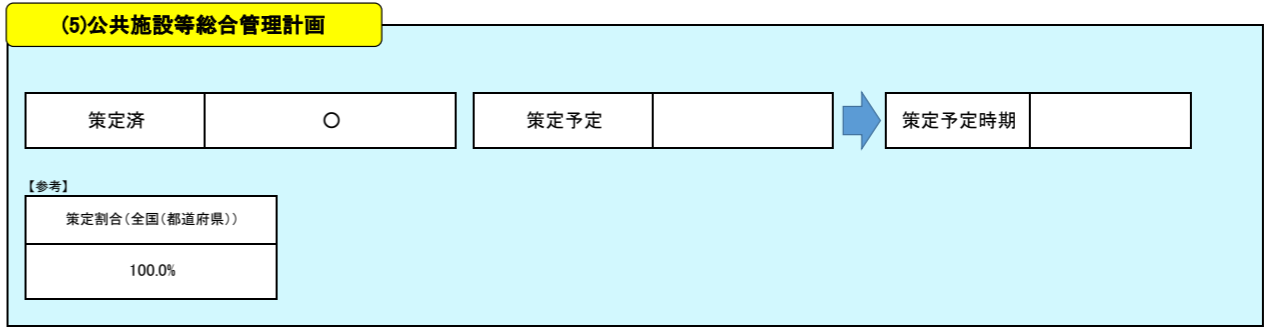 (5)公共施設等総合管理計画
策定済 ○ 策定予定 策定予定時期
【参考】
策定割合(全国(都道府県))
100.0%